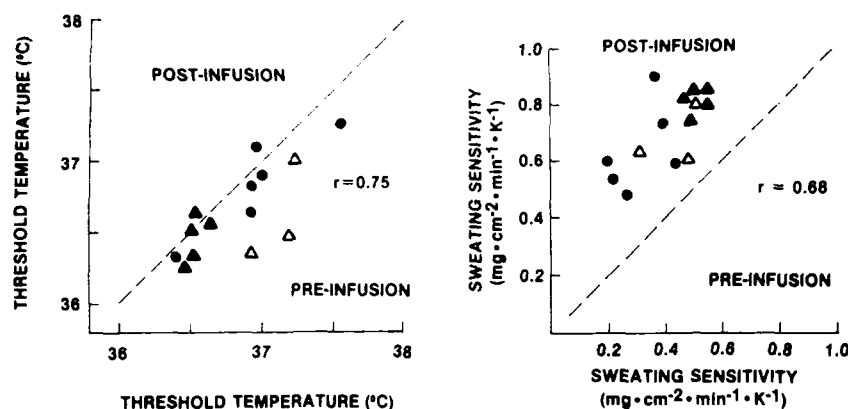 THRESHOLD TEMPERATURE (°C)
38
37
36
POST-INFUSION
r=0.75
PRE-INFUSION
36
37
38
THRESHOLD TEMPERATURE (°C)
SWEATING SENSITIVITY
(mg•cm-2•min-1•K-1)
1.0
0.8
0.6
0.4
0.2
POST-INFUSION
r = 0.68
PRE-INFUSION
0.2
0.4
0.6
0.8
1.0
SWEATING SENSITIVITY
(mg•cm-2•min-1•K-1)